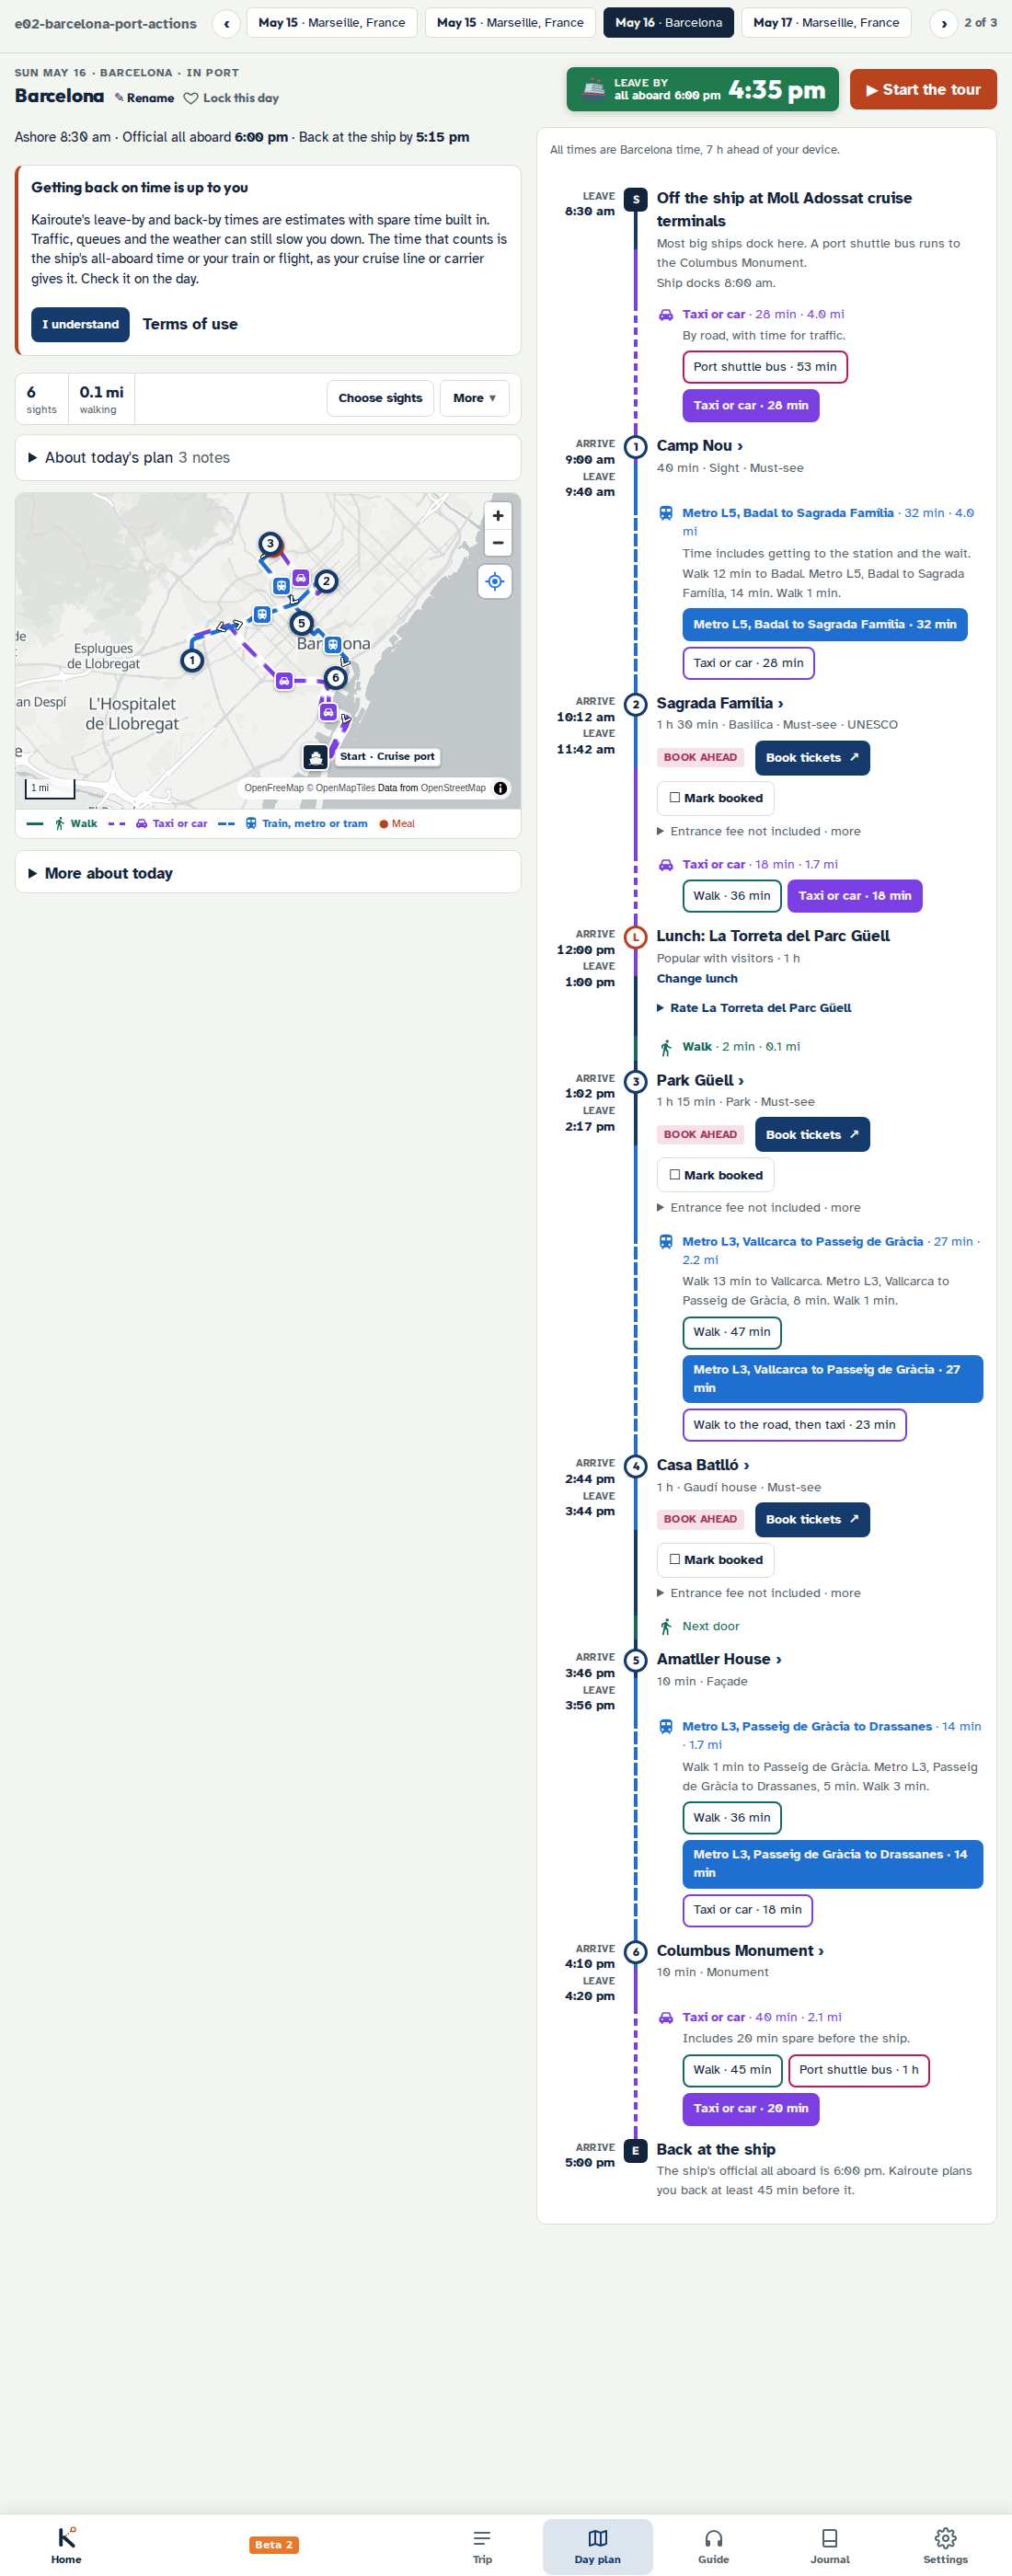 e02-barcelona-port-actions
‹
May 15 · Marseille, France
May 15 · Marseille, France
May 16 · Barcelona
May 17 · Marseille, France
›
2 of 3
SUN MAY 16 · BARCELONA · IN PORT
Barcelona
✎ Rename
Lock this day
LEAVE BY
all aboard 6:00 pm
4:35 pm
▶ Start the tour
Ashore 8:30 am · Official all aboard 6:00 pm · Back at the ship by 5:15 pm
Getting back on time is up to you
Kairoute's leave-by and back-by times are estimates with spare time built in.
Traffic, queues and the weather can still slow you down. The time that counts is
the ship's all-aboard time or your train or flight, as your cruise line or carrier
gives it. Check it on the day.
I understand
Terms of use
6
sights
0.1 mi
walking
Choose sights
More ▼
▶ About today's plan 3 notes
3
2
5
1
6
Esplugues
de Llobregat
L'Hospitalet
de Llobregat
an Despí
de
Start · Cruise port
1 mi
OpenFreeMap © OpenMapTiles Data from OpenStreetMap
Walk
Taxi or car
Train, metro or tram
Meal
▶ More about today
All times are Barcelona time, 7 h ahead of your device.
LEAVE
8:30 am
S
Off the ship at Moll Adossat cruise
terminals
Most big ships dock here. A port shuttle bus runs to
the Columbus Monument.
Ship docks 8:00 am.
Taxi or car · 28 min · 4.0 mi
By road, with time for traffic.
Port shuttle bus · 53 min
Taxi or car · 28 min
ARRIVE
9:00 am
LEAVE
9:40 am
1
Camp Nou ›
40 min · Sight · Must-see
Metro L5, Badal to Sagrada Família · 32 min · 4.0
mi
Time includes getting to the station and the wait.
Walk 12 min to Badal. Metro L5, Badal to Sagrada
Família, 14 min. Walk 1 min.
Metro L5, Badal to Sagrada Família · 32 min
Taxi or car · 28 min
ARRIVE
10:12 am
LEAVE
11:42 am
2
Sagrada Família ›
1 h 30 min · Basilica · Must-see · UNESCO
BOOK AHEAD
Book tickets ↗
☐ Mark booked
▶ Entrance fee not included · more
Taxi or car · 18 min · 1.7 mi
Walk · 36 min
Taxi or car · 18 min
ARRIVE
12:00 pm
LEAVE
1:00 pm
L
Lunch: La Torreta del Parc Güell
Popular with visitors · 1 h
Change lunch
▶ Rate La Torreta del Parc Güell
Walk · 2 min · 0.1 mi
ARRIVE
1:02 pm
LEAVE
2:17 pm
3
Park Güell ›
1 h 15 min · Park · Must-see
BOOK AHEAD
Book tickets ↗
☐ Mark booked
▶ Entrance fee not included · more
Metro L3, Vallcarca to Passeig de Gràcia · 27 min ·
2.2 mi
Walk 13 min to Vallcarca. Metro L3, Vallcarca to
Passeig de Gràcia, 8 min. Walk 1 min.
Walk · 47 min
Metro L3, Vallcarca to Passeig de Gràcia · 27
min
Walk to the road, then taxi · 23 min
ARRIVE
2:44 pm
LEAVE
3:44 pm
4
Casa Batlló ›
1 h · Gaudí house · Must-see
BOOK AHEAD
Book tickets ↗
☐ Mark booked
▶ Entrance fee not included · more
Next door
ARRIVE
3:46 pm
LEAVE
3:56 pm
5
Amatller House ›
10 min · Façade
Metro L3, Passeig de Gràcia to Drassanes · 14 min
· 1.7 mi
Walk 1 min to Passeig de Gràcia. Metro L3, Passeig
de Gràcia to Drassanes, 5 min. Walk 3 min.
Walk · 36 min
Metro L3, Passeig de Gràcia to Drassanes · 14
min
Taxi or car · 18 min
ARRIVE
4:10 pm
LEAVE
4:20 pm
6
Columbus Monument ›
10 min · Monument
Taxi or car · 40 min · 2.1 mi
Includes 20 min spare before the ship.
Walk · 45 min
Port shuttle bus · 1 h
Taxi or car · 20 min
ARRIVE
5:00 pm
E
Back at the ship
The ship's official all aboard is 6:00 pm. Kairoute plans
you back at least 45 min before it.
Home
Beta 2
Trip
Day plan
Guide
Journal
Settings